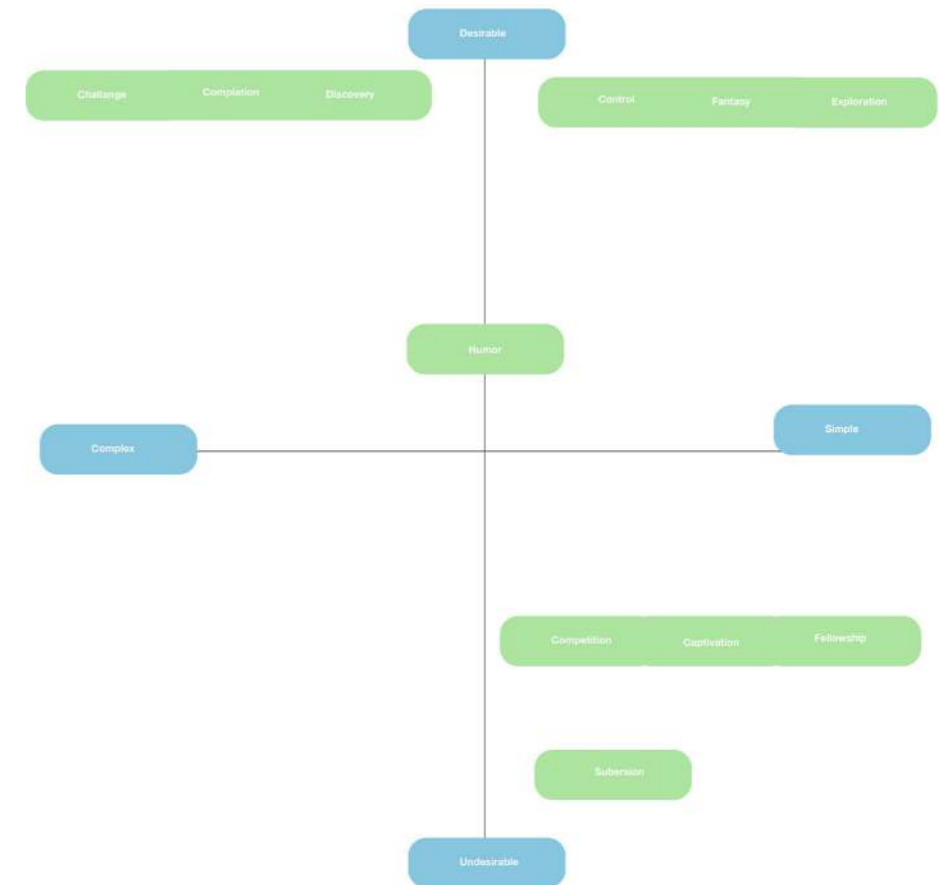 Desirable
Challange Completion Discovery
Control Fantasy Exploration
Humor
Simple
Complex
Competition Captivation Fellowship
Subersion
Undesirable